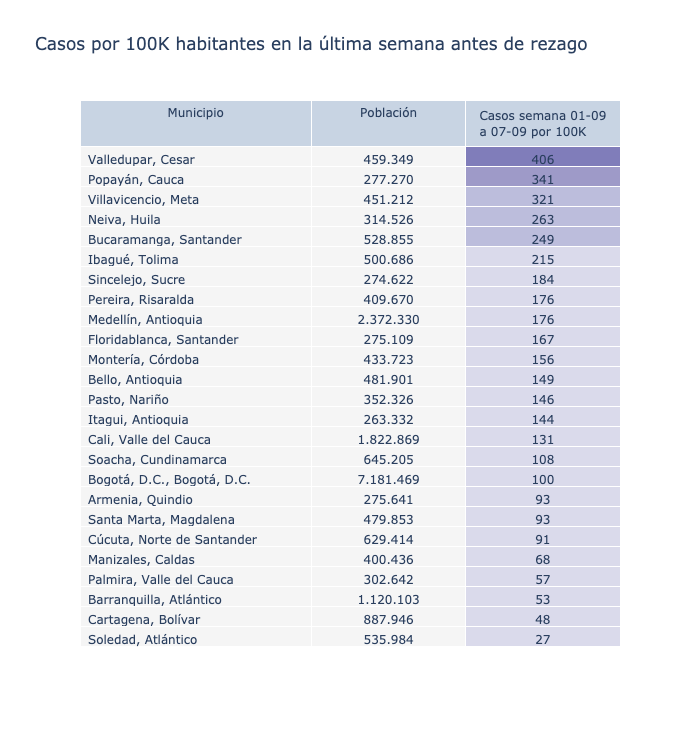 Casos por 100K habitantes en la última semana antes de rezago
Municipio Población Casos semana 01-09
a 07-09 por 100K
Valledupar, Cesar 459.349 406
Popayán, Cauca 277.270 341
Villavicencio, Meta 451.212 321
Neiva, Huila 314.526 263
Bucaramanga, Santander 528.855 249
Ibagué, Tolima 500.686 215
Sincelejo, Sucre 274.622 184
Pereira, Risaralda 409.670 176
Medellín, Antioquia 2.372.330 176
Floridablanca, Santander 275.109 167
Montería, Córdoba 433.723 156
Bello, Antioquia 481.901 149
Pasto, Nariño 352.326 146
Itagui, Antioquia 263.332 144
Cali, Valle del Cauca 1.822.869 131
Soacha, Cundinamarca 645.205 108
Bogotá, D.C., Bogotá, D.C. 7.181.469 100
Armenia, Quindio 275.641 93
Santa Marta, Magdalena 479.853 93
Cúcuta, Norte de Santander 629.414 91
Manizales, Caldas 400.436 68
Palmira, Valle del Cauca 302.642 57
Barranquilla, Atlántico 1.120.103 53
Cartagena, Bolívar 887.946 48
Soledad, Atlántico 535.984 27